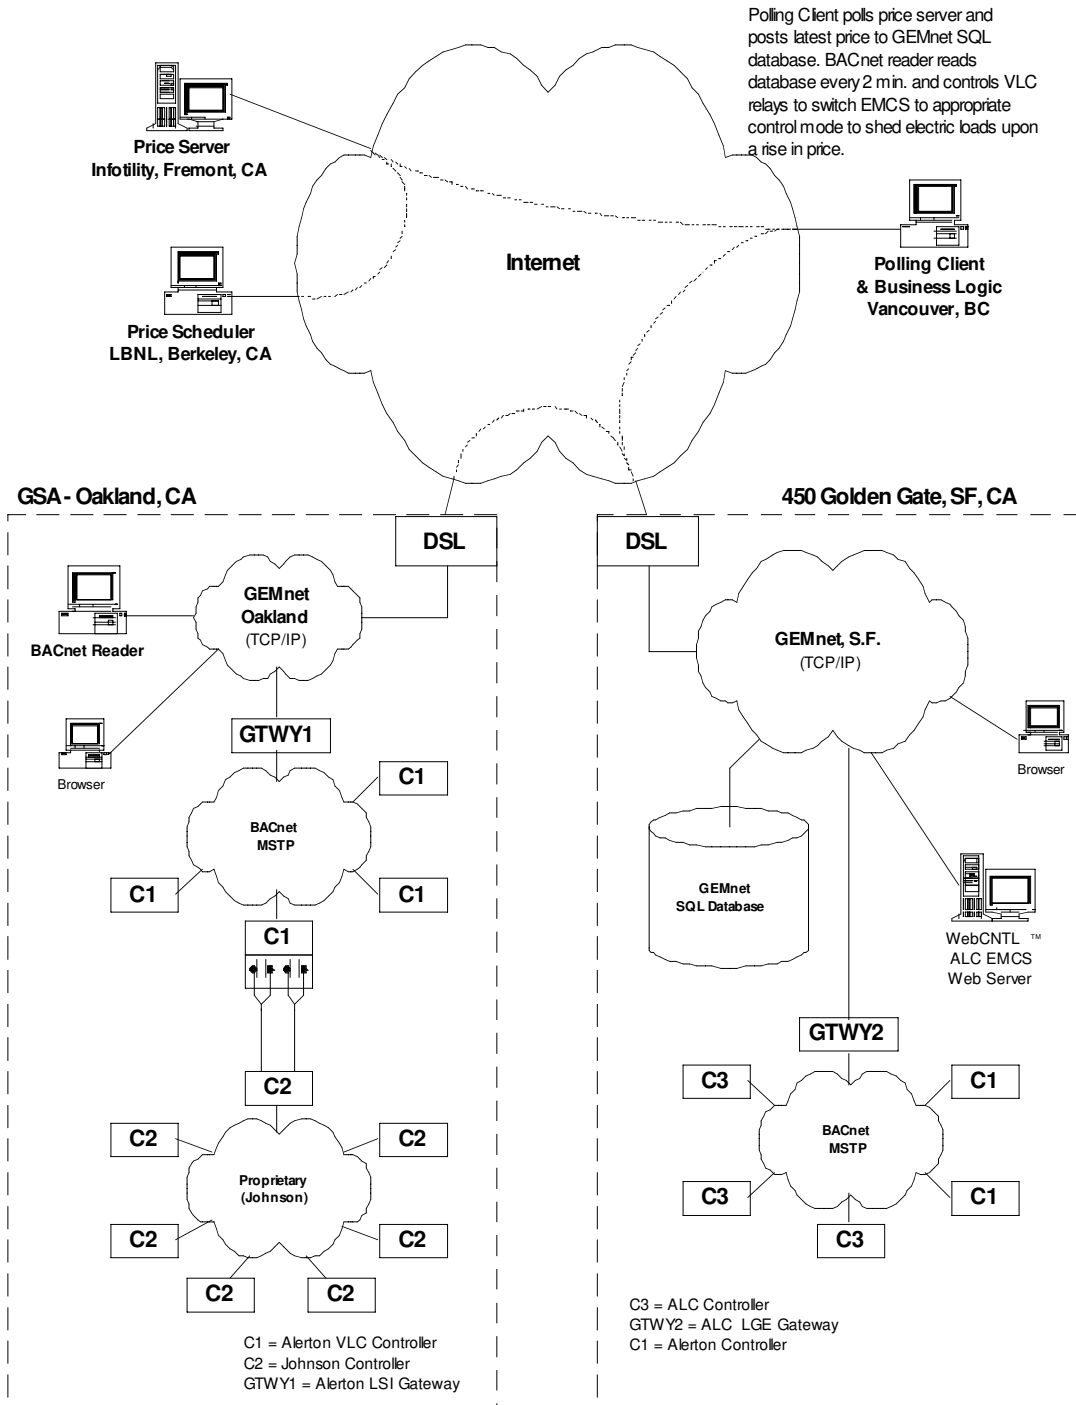 Polling Client polls price server and
posts latest price to GEMnet SQL
database. BACnet reader reads
database every 2 min. and controls VLC
relays to switch EMCS to appropriate
control mode to shed electric loads upon
a rise in price.
Price Server
Infotility, Fremont, CA
Internet
Polling Client
& Business Logic
Vancouver, BC
Price Scheduler
LBNL, Berkeley, CA
GSA - Oakland, CA
DSL
GEMnet
Oakland
(TCP/IP)
BACnet Reader
GTWY1
Browser
C1
BACnet
MSTP
C1
C1
C1
C2
C2
C2
Proprietary
(Johnson)
C2
C2
C2
C2
C1 = Alerton VLC Controller
C2 = Johnson Controller
GTWY1 = Alerton LSI Gateway
450 Golden Gate, SF, CA
DSL
GEMnet, S.F.
(TCP/IP)
Browser
GEMnet
SQL Database
WebCNTL ™
ALC EMCS
Web Server
GTWY2
C3
C1
BACnet
MSTP
C3
C1
C3
C3 = ALC Controller
GTWY2 = ALC LGE Gateway
C1 = Alerton Controller